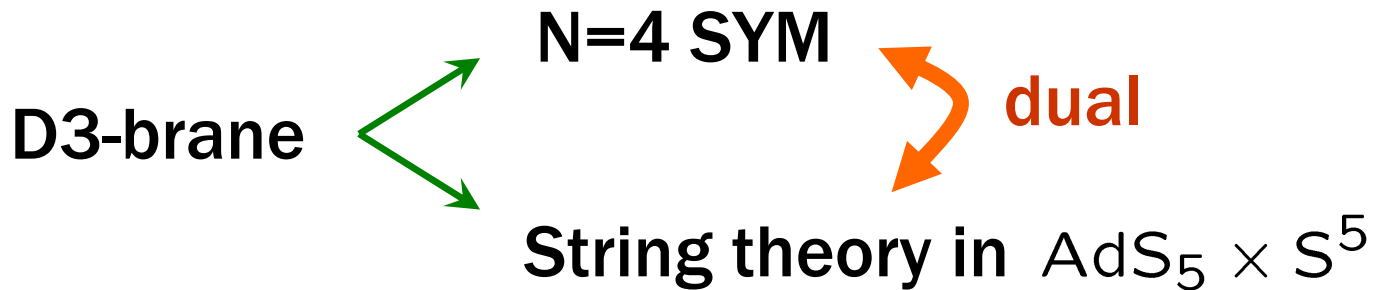 N=4 SYM
dual
D3-brane
String theory in AdS₅ × S⁵